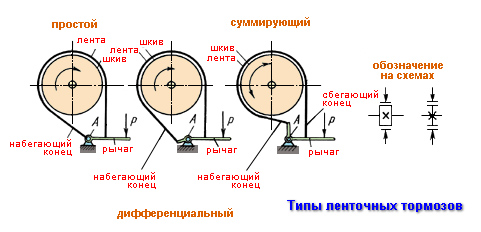 простой
суммирующий
лента
шкив
шкив
лента
шкив
лента
обозначение
на схемах
сбегающий
конец
A
P
A
P
A
P
набегающий
конец
рычаг
рычаг
рычаг
набегающий
конец
набегающий
конец
дифференциальный
Типы ленточных тормозов